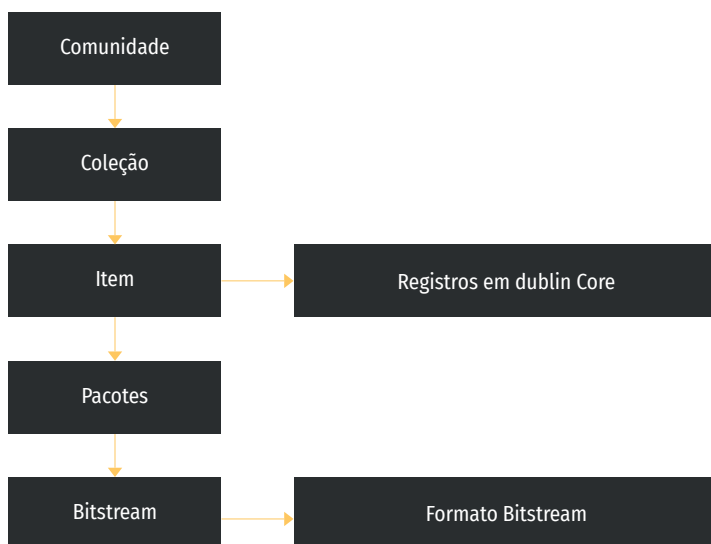 Comunidade
Coleção
Item
Registros em dublin Core
Pacotes
Bitstream
Formato Bitstream